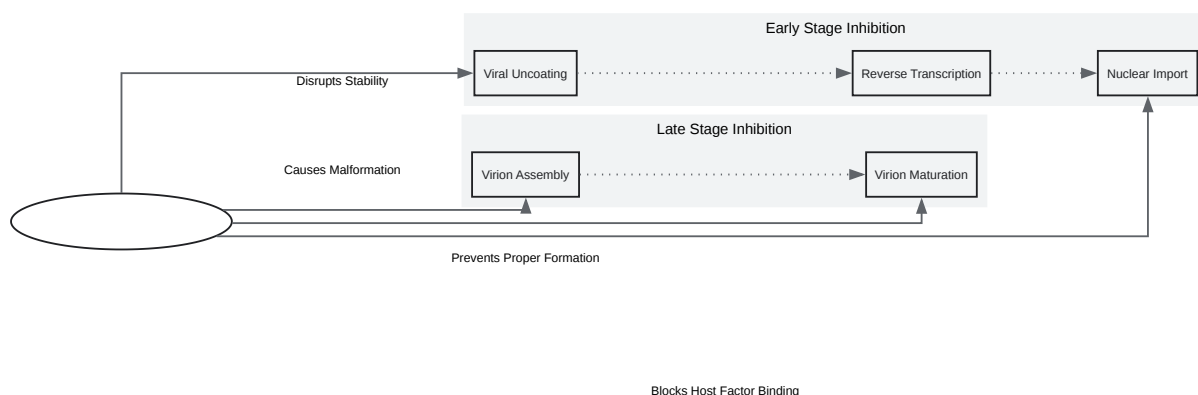 Early Stage Inhibition
Disrupts Stability
Viral Uncoating
Reverse Transcription
Nuclear Import
Late Stage Inhibition
Causes Malformation
Virion Assembly
Virion Maturation
Prevents Proper Formation
Blocks Host Factor Binding